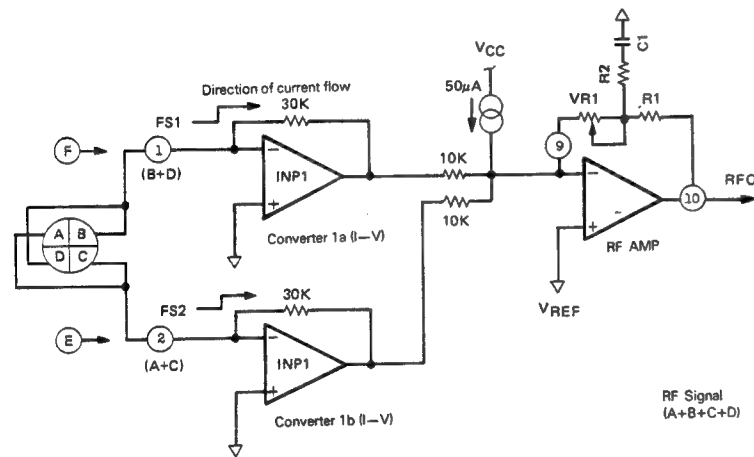 Direction of current flow
FS1
30K
F
1
(B+D)
−
INP1
+
Converter 1a (I−V)
A B
D C
FS2
30K
E
2
(A+C)
−
INP1
+
Converter 1b (I−V)
VCC
50μA
10K
10K
C1
R2
VR1
R1
9
−
+
~
RF AMP
10
RFO
VREF
RF Signal
(A+B+C+D)